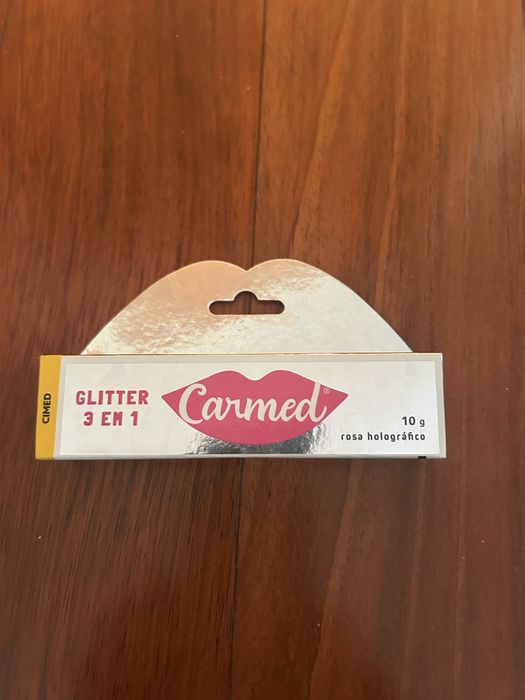 CIMED
GLITTER
3 EM 1
Carmed®
10 g
rosa holográfico